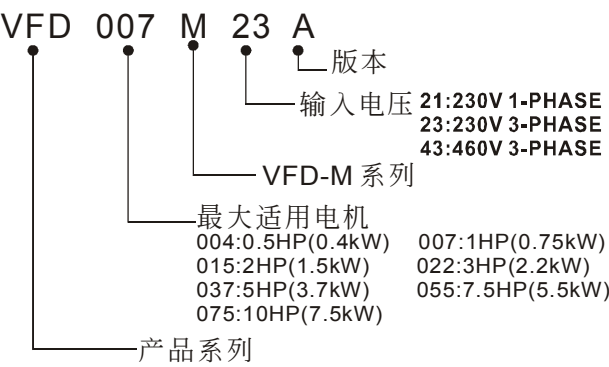 VFD 007 M 23 A
版本
输入电压 21:230V 1-PHASE
23:230V 3-PHASE
43:460V 3-PHASE
VFD-M 系列
最大适用电机
004:0.5HP(0.4kW) 007:1HP(0.75kW)
015:2HP(1.5kW) 022:3HP(2.2kW)
037:5HP(3.7kW) 055:7.5HP(5.5kW)
075:10HP(7.5kW)
产品系列